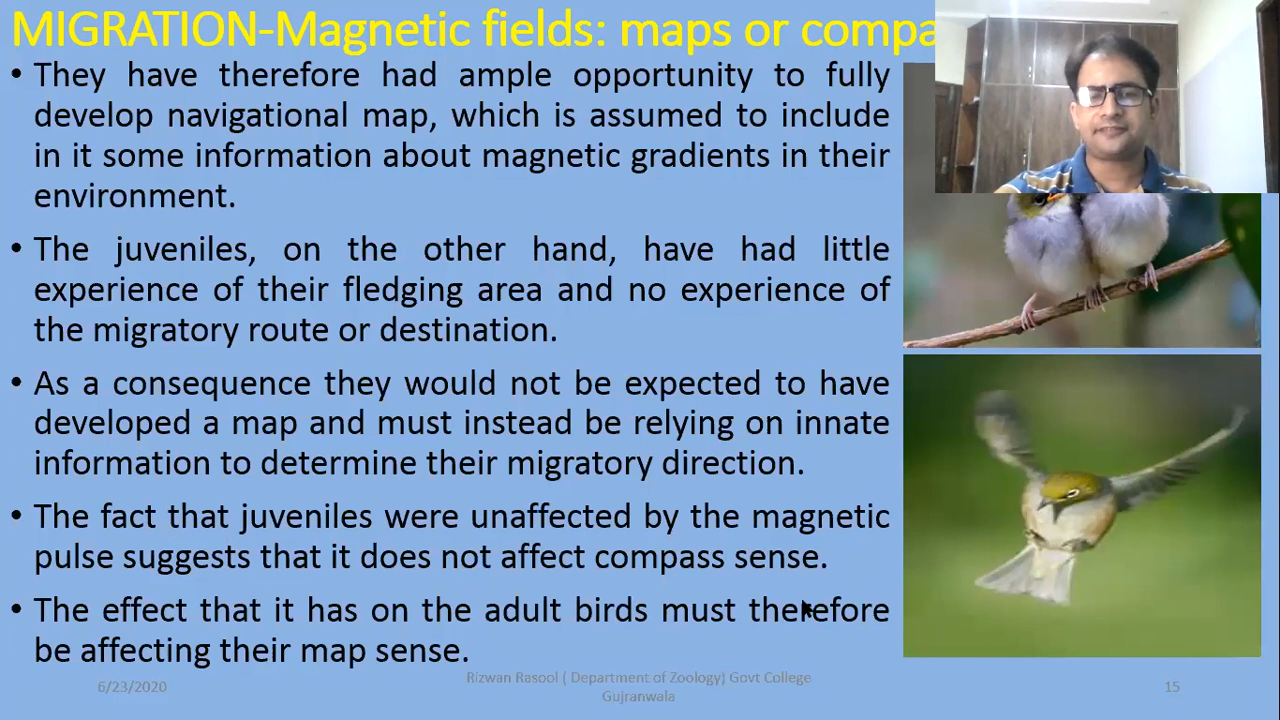 MIGRATION-Magnetic fields: maps or compa
• They have therefore had ample opportunity to fully
develop navigational map, which is assumed to include
in it some information about magnetic gradients in their
environment.
• The juveniles, on the other hand, have had little
experience of their fledging area and no experience of
the migratory route or destination.
• As a consequence they would not be expected to have
developed a map and must instead be relying on innate
information to determine their migratory direction.
• The fact that juveniles were unaffected by the magnetic
pulse suggests that it does not affect compass sense.
• The effect that it has on the adult birds must therefore
be affecting their map sense.
6/23/2020
Rizwan Rasool ( Department of Zoology) Govt College
Gujranwala
15